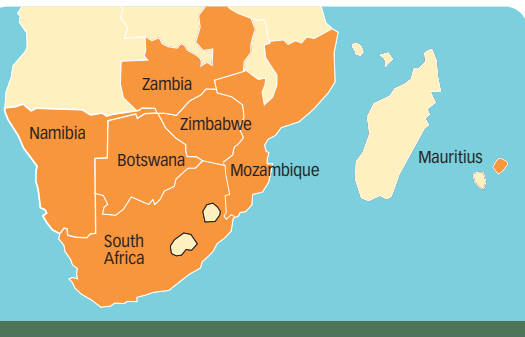 Zambia
Namibia
Zimbabwe
Botswana
Mauritius
Mozambique
South
Africa